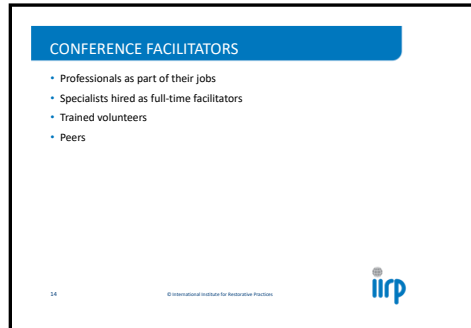 CONFERENCE FACILITATORS
• Professionals as part of their jobs
• Specialists hired as full-time facilitators
• Trained volunteers
• Peers
14
© International Institute for Restorative Practices
iirp